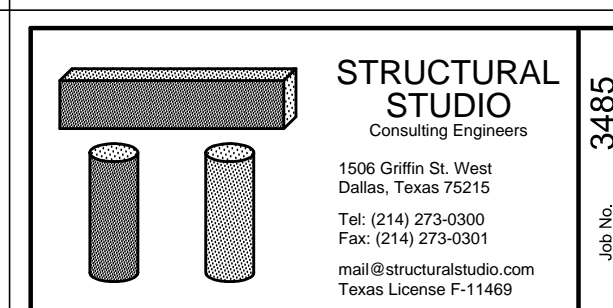 STRUCTURAL
STUDIO
Consulting Engineers
1506 Griffin St. West
Dallas, Texas 75215
Tel: (214) 273-0300
Fax: (214) 273-0301
mail@structuralstudio.com
Texas License F-11469
Job No. 3485